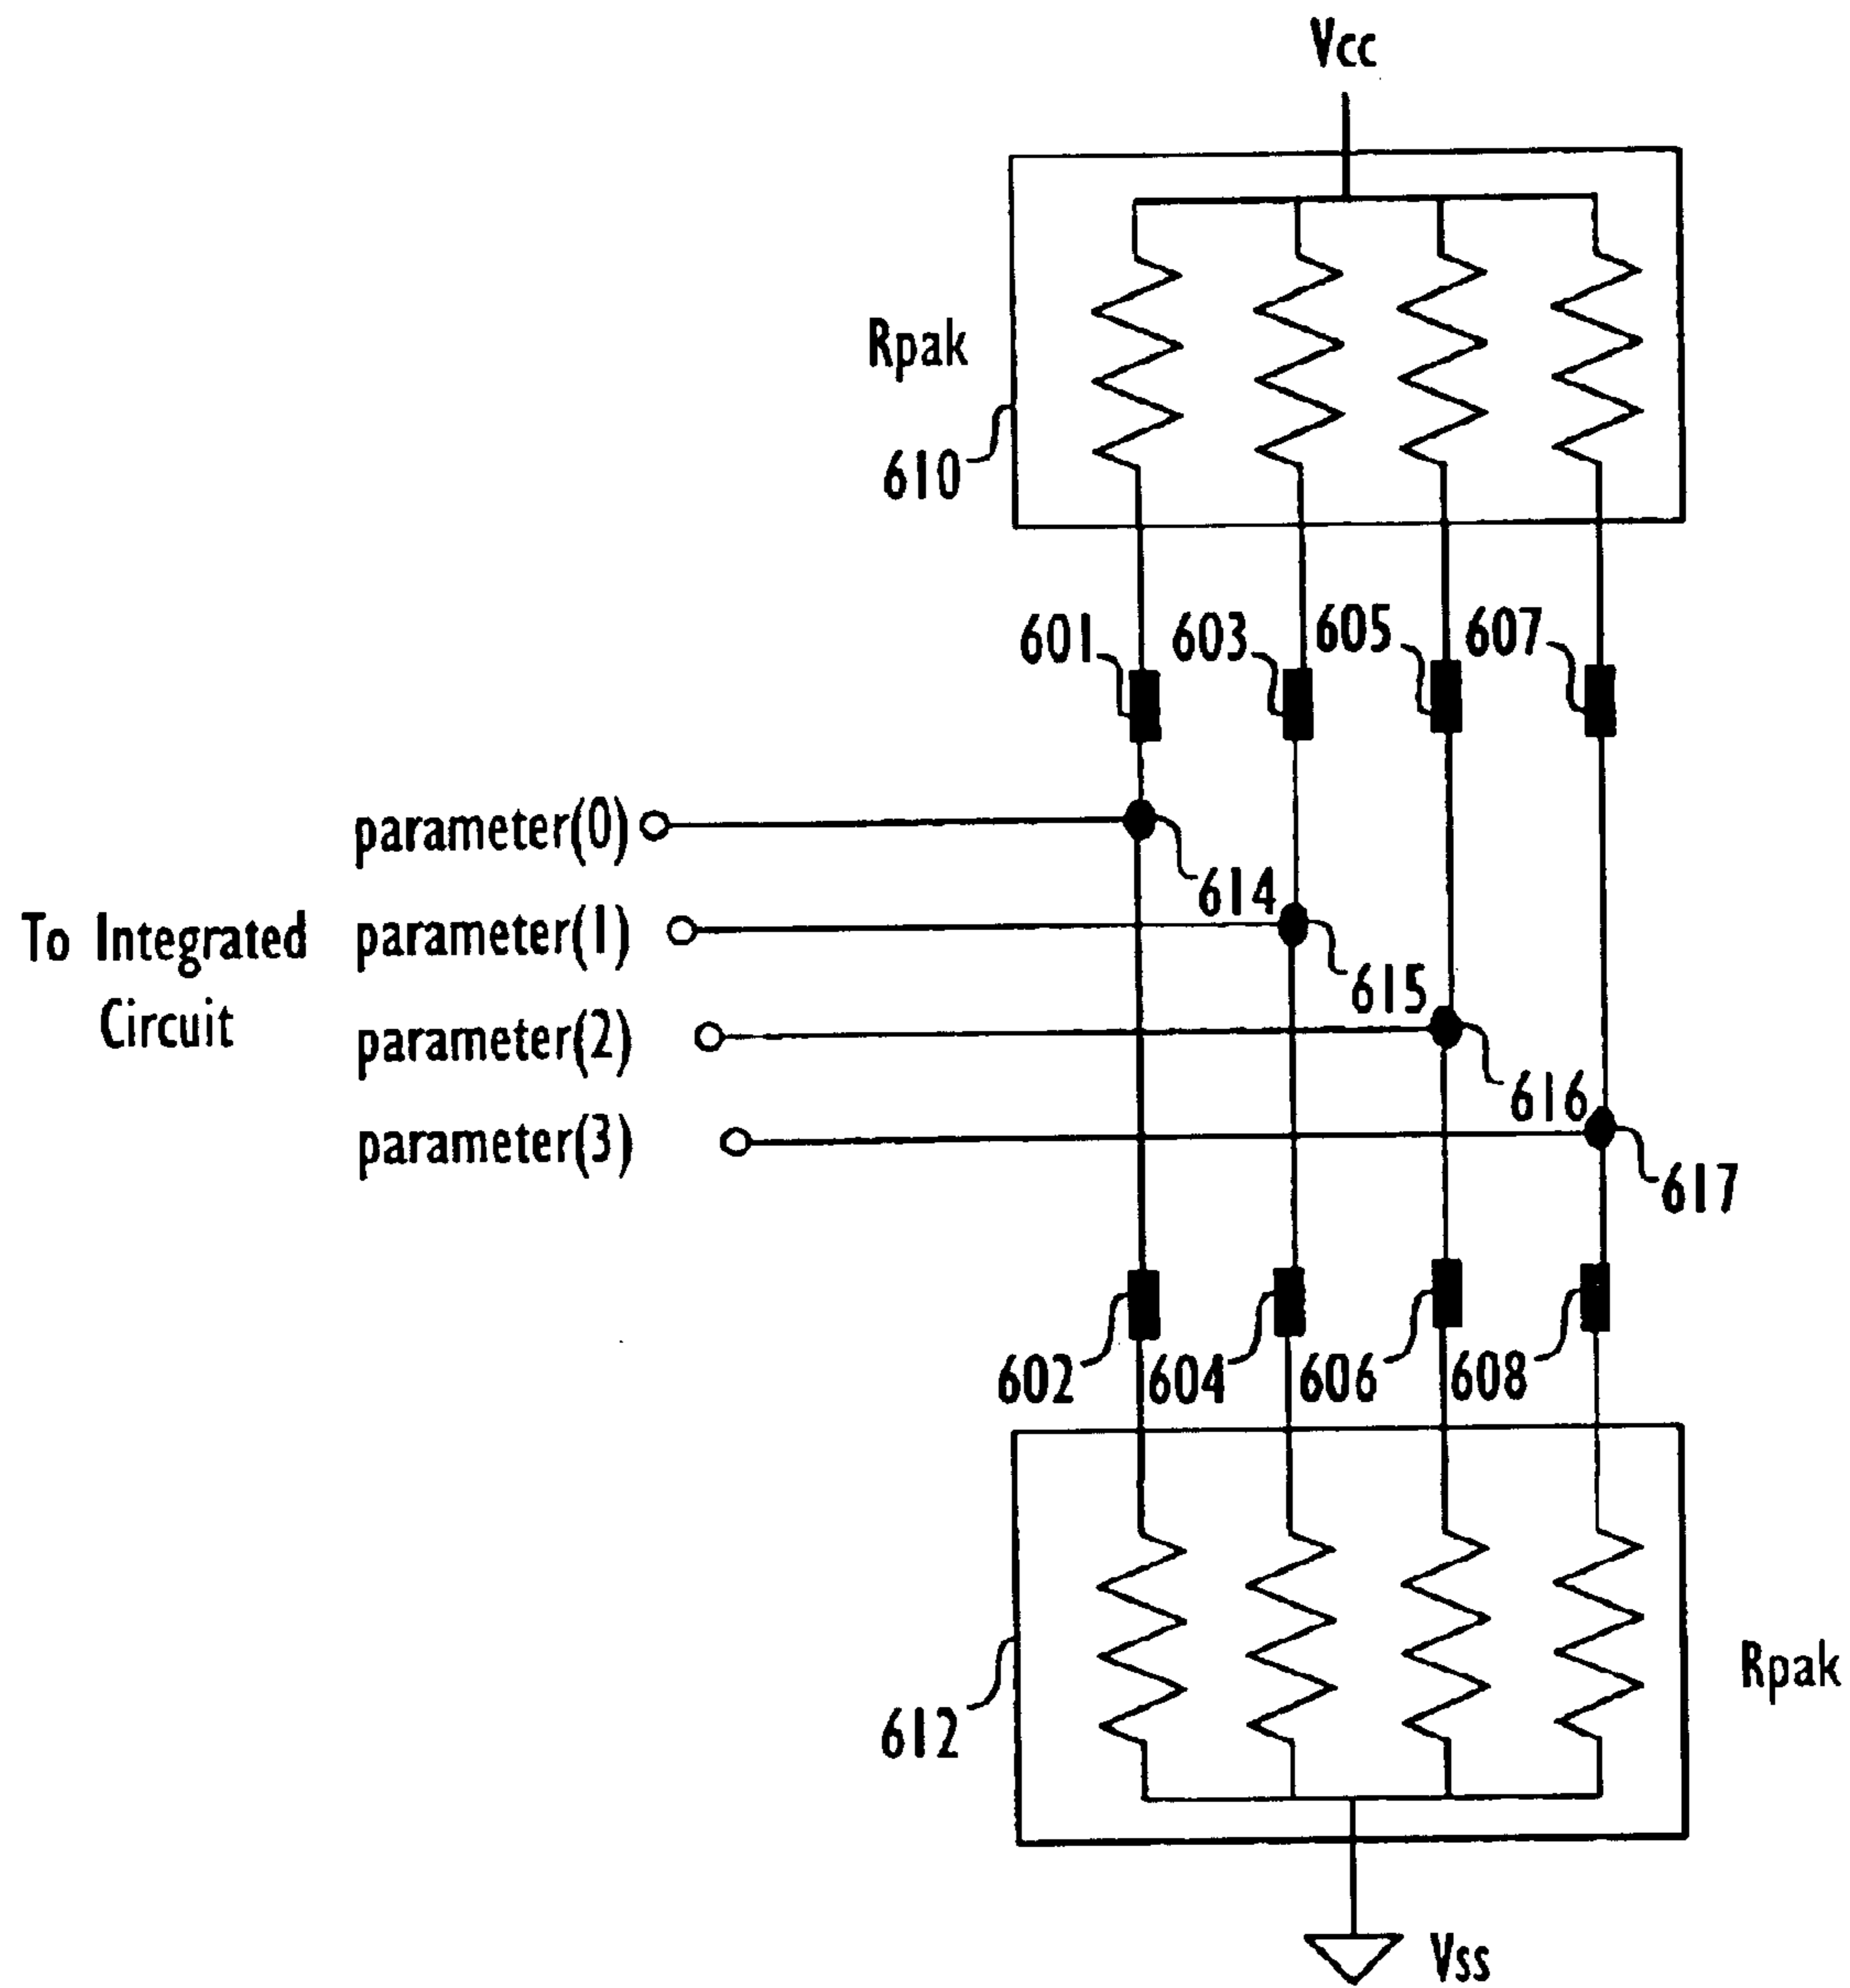 Vcc
Rpak
610
601 603 605 607
parameter(0)
614
To Integrated
Circuit
parameter(1)
615
parameter(2)
616
parameter(3)
617
602 604 606 608
612
Rpak
Vss